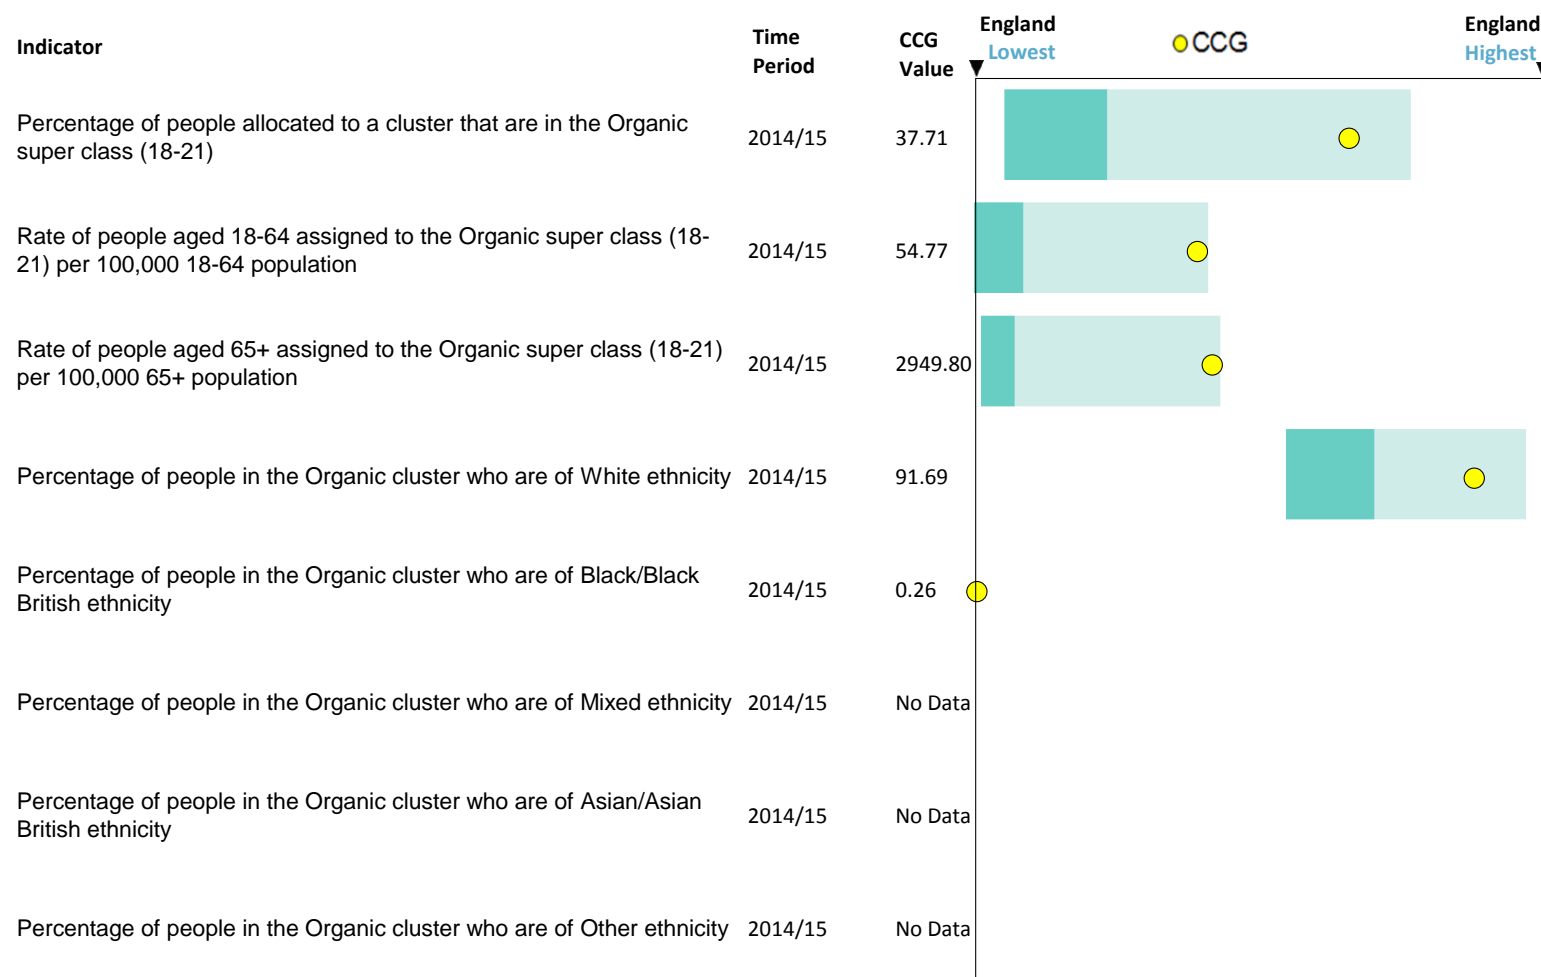 Indicator
Time
Period
CCG
Value
England
Lowest
CCG
England
Highest
Percentage of people allocated to a cluster that are in the Organic
super class (18-21)
2014/15
37.71
Rate of people aged 18-64 assigned to the Organic super class (18-
21) per 100,000 18-64 population
2014/15
54.77
Rate of people aged 65+ assigned to the Organic super class (18-21)
per 100,000 65+ population
2014/15
2949.80
Percentage of people in the Organic cluster who are of White ethnicity
2014/15
91.69
Percentage of people in the Organic cluster who are of Black/Black
British ethnicity
2014/15
0.26
Percentage of people in the Organic cluster who are of Mixed ethnicity
2014/15
No Data
Percentage of people in the Organic cluster who are of Asian/Asian
British ethnicity
2014/15
No Data
Percentage of people in the Organic cluster who are of Other ethnicity
2014/15
No Data